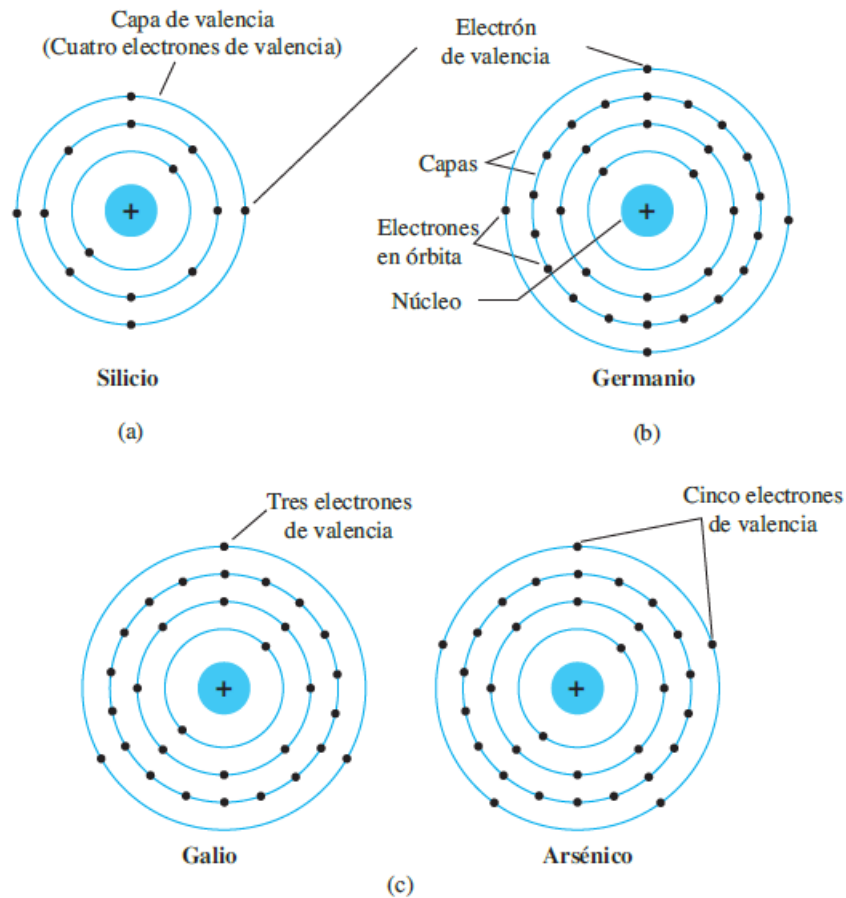 Capa de valencia
(Cuatro electrones de valencia)
Electrón
de valencia
+
Silicio
(a)
Capas
Electrones
en órbita
Núcleo
+
Germanio
(b)
Tres electrones
de valencia
+
Galio
Cinco electrones
de valencia
+
Arsénico
(c)